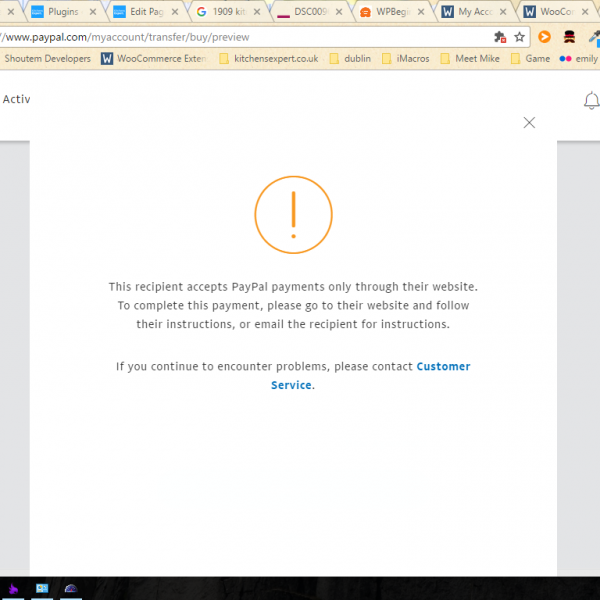 Plugins
Edit Pag
1909 kit
DSC009
WPBegi
My Acco
WooCo
//www.paypal.com/myaccount/transfer/buy/preview
Shoutem Developers
WooCommerce Exten
kitchensexpert.co.uk
dublin
iMacros
Meet Mike
Game
emily
Activ
This recipient accepts PayPal payments only through their website.
To complete this payment, please go to their website and follow
their instructions, or email the recipient for instructions.
If you continue to encounter problems, please contact Customer
Service.